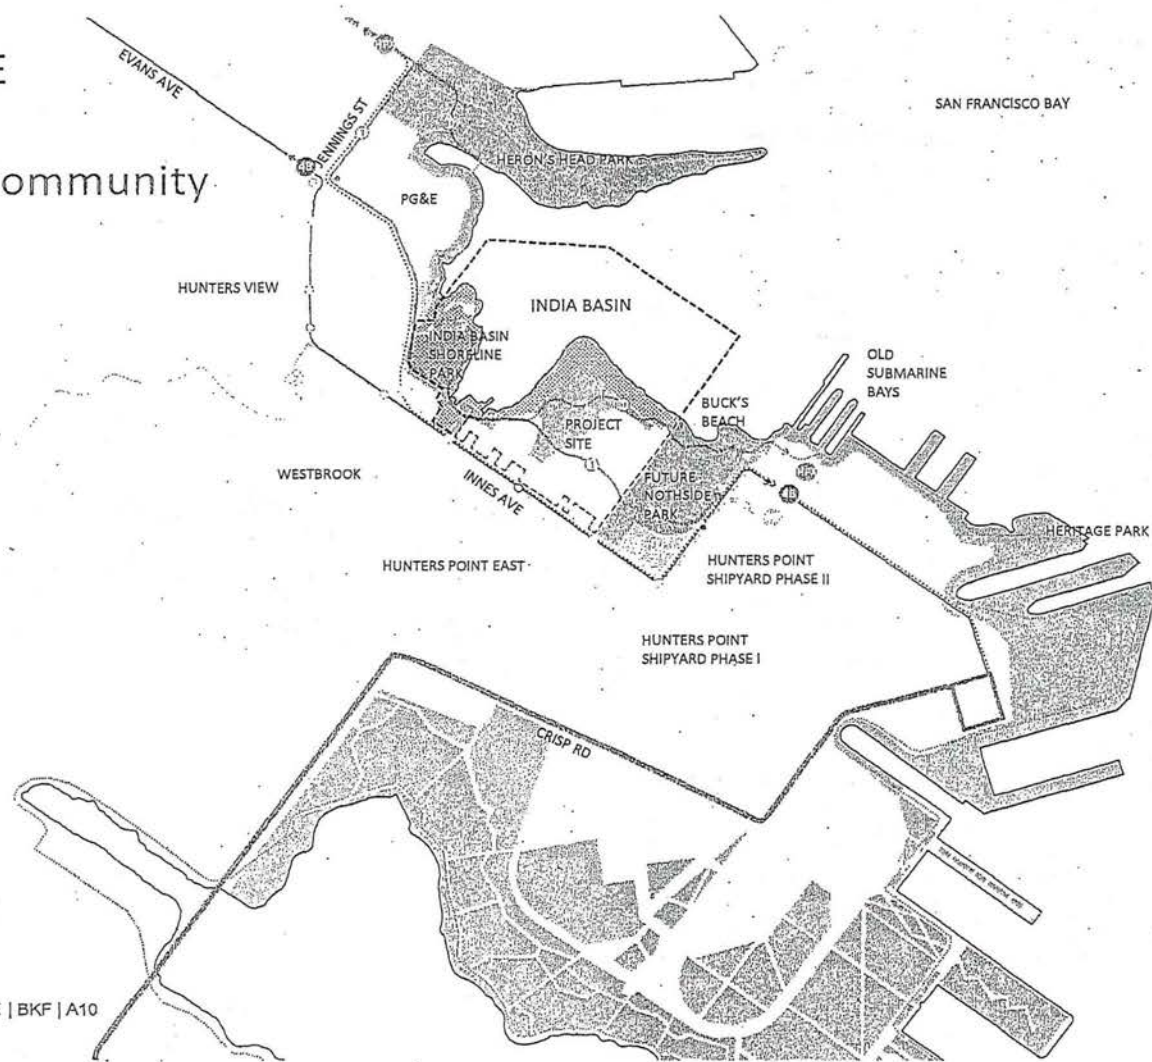 E
EVANS AVE
SAN FRANCISCO BAY
JENNINGS ST
HERON'S HEAD PARK
ommunity
PG&E
HUNTERS VIEW
INDIA BASIN
INDIA BASIN
SHORELINE
PARK
OLD
SUBMARINE
BAYS
BUCK'S
BEACH
PROJECT
SITE
WESTBROOK
INNES AVE
FUTURE
NOTHSIDE
PARK
HERITAGE PARK
HUNTERS POINT EAST
HUNTERS POINT
SHIPYARD PHASE II
HUNTERS POINT
SHIPYARD PHASE I
CRISP RD
| BKF | A10